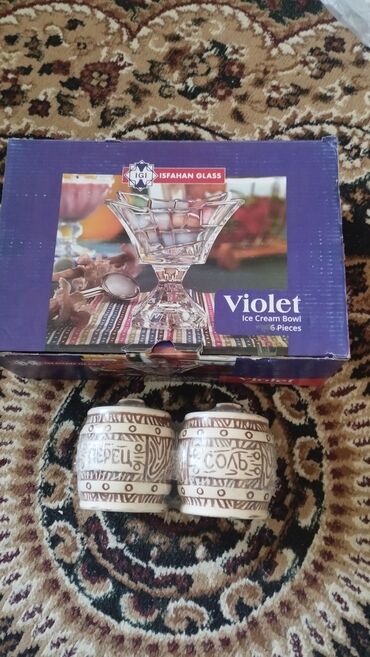 IGI
ISFAHAN GLASS
Violet
Ice Cream Bowl
6 Pieces
Violet
ПЕРЕЦ
СОЛЬ